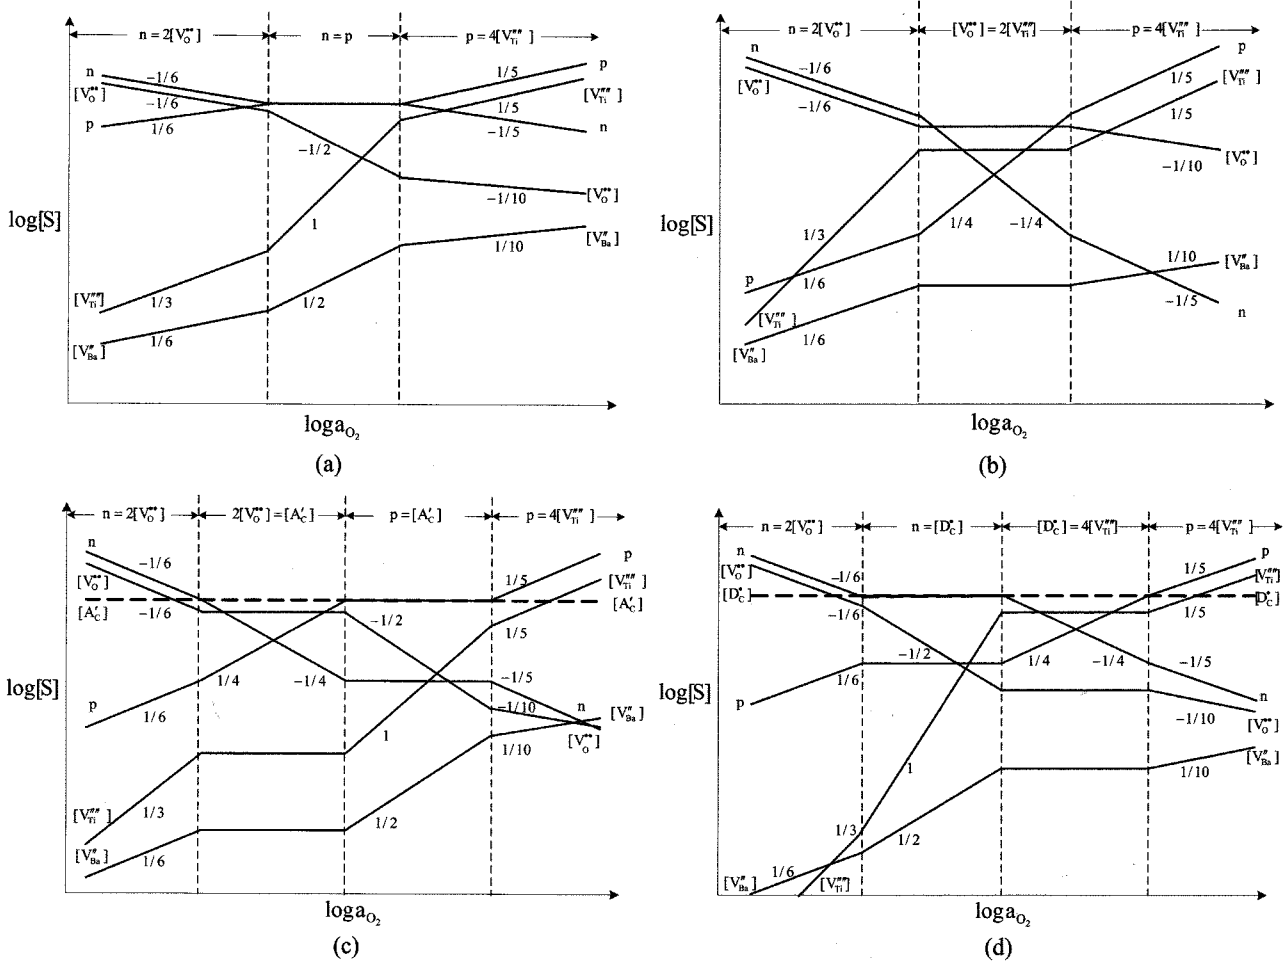 n = 2[V_O^••]
n = p
p = 4[V_Ti'''']
n
[V_O^••]
p
−1/6
−1/6
1/6
1/5
p
[V_Ti'''']
1/5
−1/5
n
−1/2
−1/10
[V_O^••]
[V_Ba'']
1/10
1
log[S]
[V_Ti'''']
1/3
1/2
[V_Ba'']
1/6
loga_O2
(a)
n = 2[V_O^••]
[V_O^••] = 2[V_Ti'''']
p = 4[V_Ti'''']
n
[V_O^••]
−1/6
−1/6
p
1/5
[V_Ti'''']
1/5
[V_O^••]
−1/10
log[S]
1/3
1/4
−1/4
1/10
[V_Ba'']
p
1/6
−1/5
n
[V_Ti'''']
[V_Ba'']
1/6
loga_O2
(b)
n = 2[V_O^••]
2[V_O^••] = [A_C']
p = [A_C']
p = 4[V_Ti'''']
n
−1/6
[V_O^••]
[A_C']
−1/6
1/5
p
[V_Ti'''']
[A_C']
−1/2
1/5
log[S]
1/4
−1/4
−1/5
p
1/6
−1/10
n
[V_Ba'']
[V_O^••]
1
1/10
[V_Ti'''']
1/3
1/2
[V_Ba'']
1/6
loga_O2
(c)
n = 2[V_O^••]
n = [D_C^•]
[D_C^•] = 4[V_Ti'''']
p = 4[V_Ti'''']
n
−1/6
[V_O^••]
[D_C^•]
−1/6
p
1/5
[V_Ti'''']
[D_C^•]
1/5
log[S]
−1/2
1/4
−1/4
−1/5
p
1/6
n
−1/10
[V_O^••]
1
[V_Ba'']
1/10
1/3
1/2
1/6
[V_Ba'']
[V_Ti'''']
loga_O2
(d)